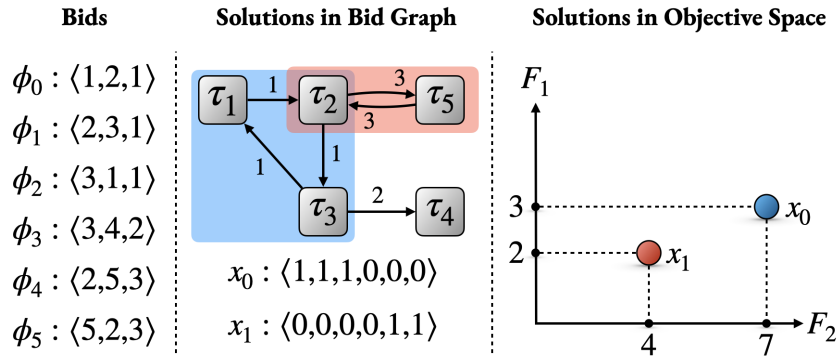 Bids
ϕ0 : ⟨1,2,1⟩
ϕ1 : ⟨2,3,1⟩
ϕ2 : ⟨3,1,1⟩
ϕ3 : ⟨3,4,2⟩
ϕ4 : ⟨2,5,3⟩
ϕ5 : ⟨5,2,3⟩
Solutions in Bid Graph
τ1 1 τ2 3 τ5
3
1 1
τ3 2 τ4
x0 : ⟨1,1,1,0,0,0⟩
x1 : ⟨0,0,0,0,1,1⟩
Solutions in Objective Space
F1
3 x0
2 x1
F2
4 7